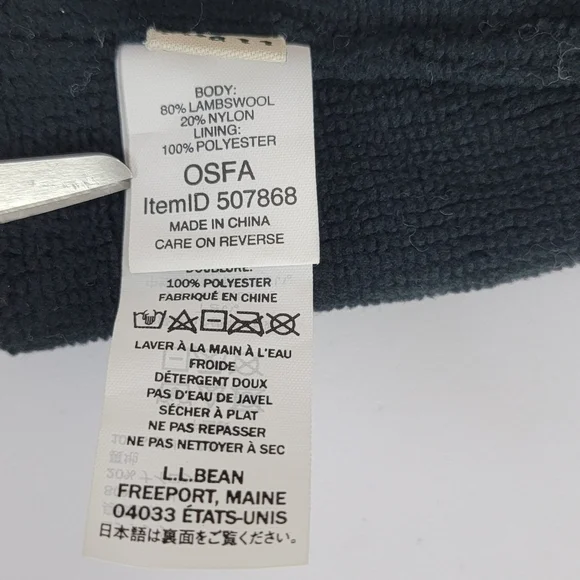 BODY:
80% LAMBSWOOL
20% NYLON
LINING:
100% POLYESTER
OSFA
ItemID 507868
MADE IN CHINA
CARE ON REVERSE
DOUBLURE:
100% POLYESTER
FABRIQUÉ EN CHINE
LAVER À LA MAIN À L'EAU
FROIDE
DÉTERGENT DOUX
PAS D'EAU DE JAVEL
SÉCHER À PLAT
NE PAS REPASSER
NE PAS NETTOYER À SEC
L.L.BEAN
FREEPORT, MAINE
04033 ÉTATS-UNIS
日本語は裏面をご覧ください。